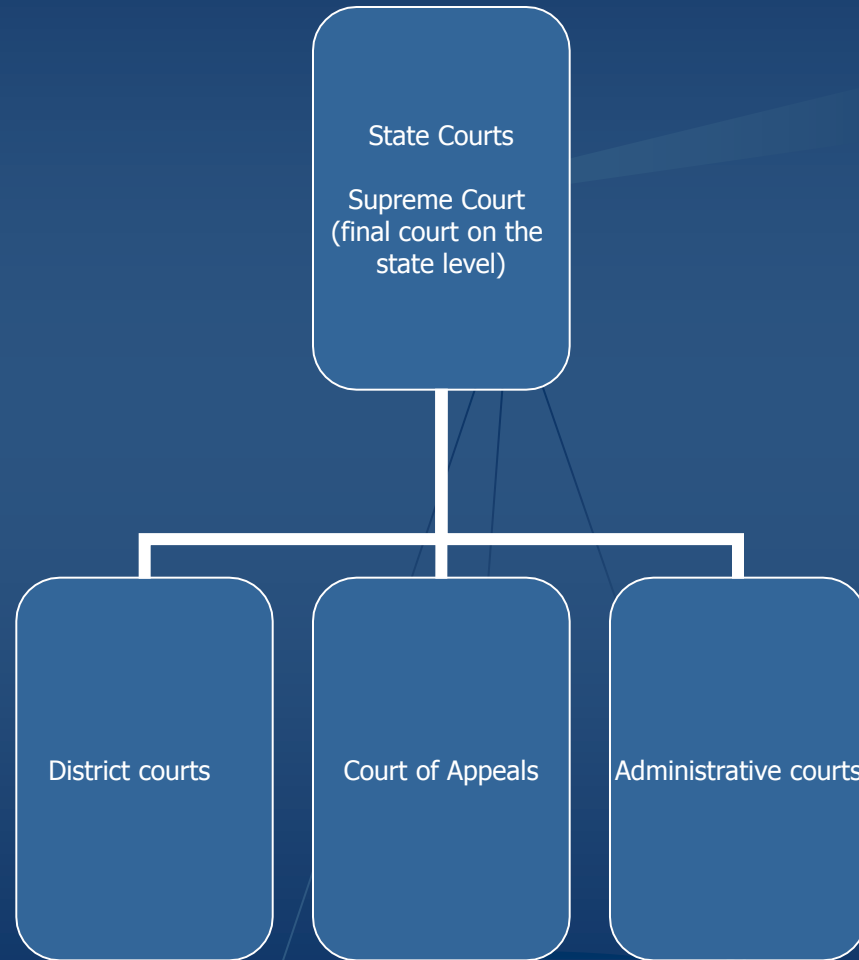 State Courts
Supreme Court
(final court on the
state level)
District courts
Court of Appeals
Administrative courts